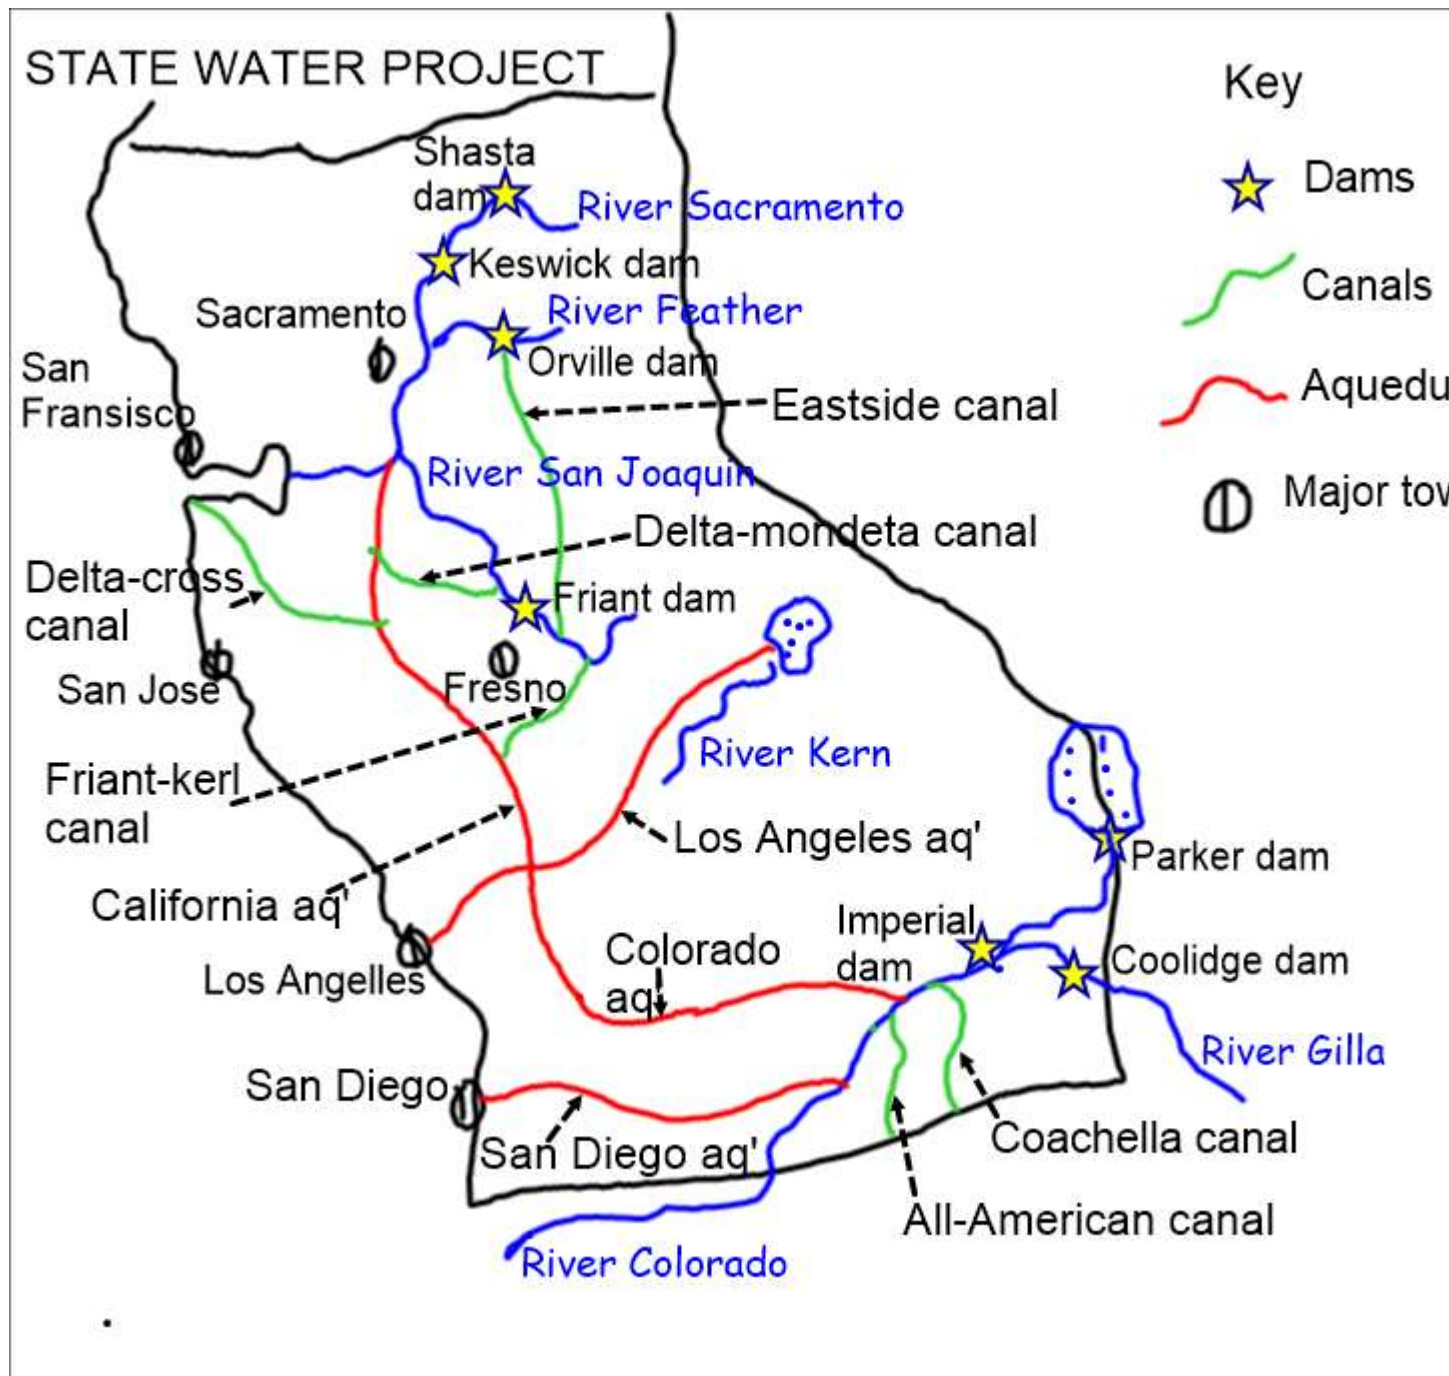 STATE WATER PROJECT
Key
Shasta
dam
River Sacramento
Dams
Keswick dam
Canals
Sacramento
River Feather
San
Fransisco
Orville dam
Aquedu
Eastside canal
River San Joaquin
Major tow
Delta-mondeta canal
Delta-cross
canal
Friant dam
San Jose
Fresno
River Kern
Friant-kerl
canal
Los Angeles aq'
Parker dam
California aq'
Imperial
dam
Colorado
aq'
Coolidge dam
Los Angelles
River Gilla
San Diego
San Diego aq'
Coachella canal
All-American canal
River Colorado